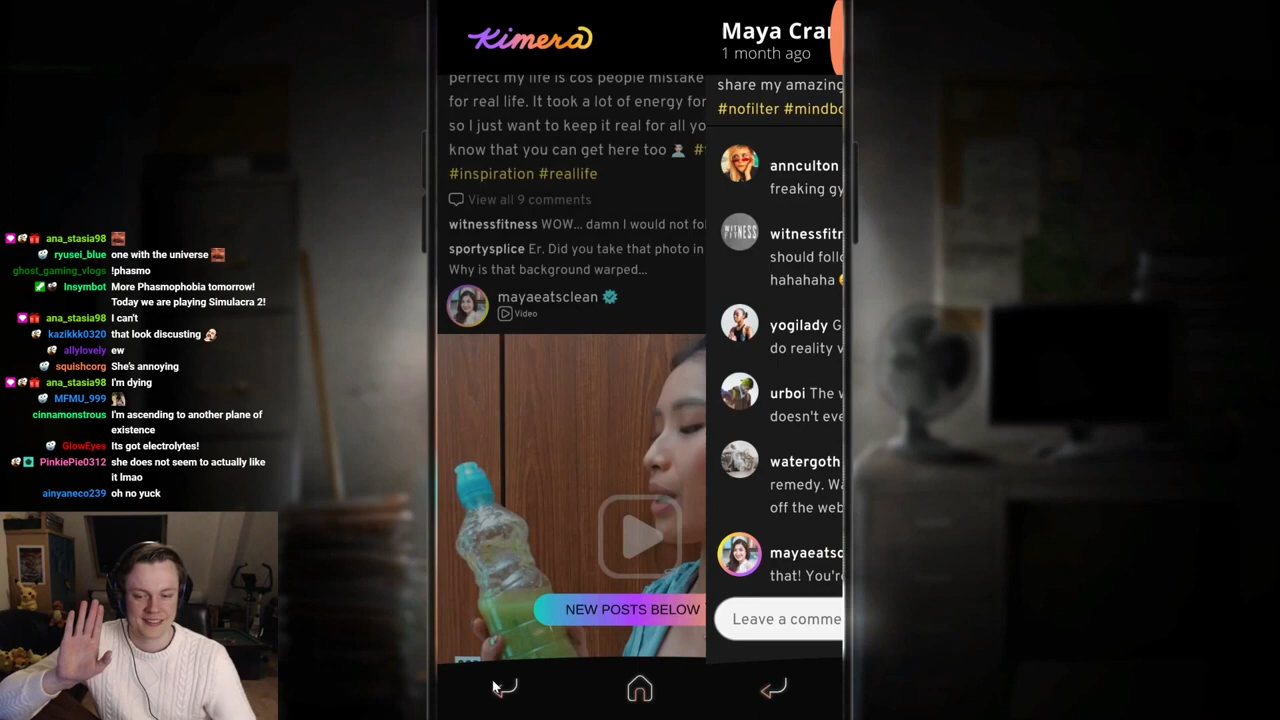 Kimera
perfect my life is cos people mistake
for real life. It took a lot of energy for
so I just want to keep it real for all yo
know that you can get here too #
#inspiration #reallife
View all 9 comments
witnessfitness WOW... damn I would not fol
sportysplice Er. Did you take that photo in
Why is that background warped...
mayaeatsclean
Video
NEW POSTS BELOW
Maya Cra
1 month ago
share my amazing
#nofilter #mindbo
annculton
freaking gy
WITNESS
witnessfitn
should follo
hahahaha
yogilady G
do reality v
urboi The w
doesn't eve
watergoth
remedy. Wa
off the web
mayaeatsc
that! You're
Leave a comme
ana_stasia98
ryusei_blue one with the universe
ghost_gaming_vlogs !phasmo
Insymbot More Phasmophobia tomorrow!
Today we are playing Simulacra 2!
ana_stasia98 I can't
kazikkk0320 that look discusting
allylovely ew
squishcorg She's annoying
ana_stasia98 I'm dying
MFMU_999
cinnamonstrous I'm ascending to another plane of
existence
GlowEyes Its got electrolytes!
PinkiePie0312 she does not seem to actually like
it lmao
ainyaneco239 oh no yuck